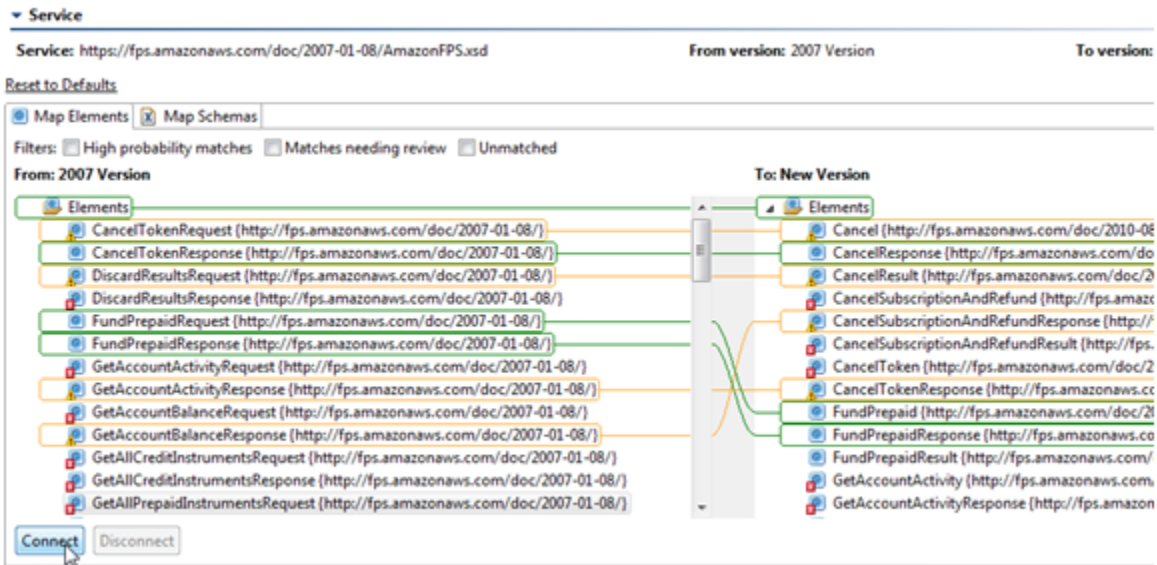 Service
Service: https://fps.amazonaws.com/doc/2007-01-08/AmazonFPS.xsd From version: 2007 Version To version:
Reset to Defaults
Map Elements Map Schemas
Filters: High probability matches Matches needing review Unmatched
From: 2007 Version To: New Version
Elements Elements
CancelTokenRequest {http://fps.amazonaws.com/doc/2007-01-08/} Cancel {http://fps.amazonaws.com/doc/2010-08
CancelTokenResponse {http://fps.amazonaws.com/doc/2007-01-08/} CancelResponse {http://fps.amazonaws.com/do
DiscardResultsRequest {http://fps.amazonaws.com/doc/2007-01-08/} CancelResult {http://fps.amazonaws.com/doc/2
DiscardResultsResponse {http://fps.amazonaws.com/doc/2007-01-08/} CancelSubscriptionAndRefund {http://fps.amazo
FundPrepaidRequest {http://fps.amazonaws.com/doc/2007-01-08/} CancelSubscriptionAndRefundResponse {http://
FundPrepaidResponse {http://fps.amazonaws.com/doc/2007-01-08/} CancelSubscriptionAndRefundResult {http://fps.
GetAccountActivityRequest {http://fps.amazonaws.com/doc/2007-01-08/} CancelToken {http://fps.amazonaws.com/doc/2
GetAccountActivityResponse {http://fps.amazonaws.com/doc/2007-01-08/} CancelTokenResponse {http://fps.amazonaws.cc
GetAccountBalanceRequest {http://fps.amazonaws.com/doc/2007-01-08/} FundPrepaid {http://fps.amazonaws.com/doc/20
GetAccountBalanceResponse {http://fps.amazonaws.com/doc/2007-01-08/} FundPrepaidResponse {http://fps.amazonaws.co
GetAllCreditInstrumentsRequest {http://fps.amazonaws.com/doc/2007-01-08/} FundPrepaidResult {http://fps.amazonaws.com/
GetAllCreditInstrumentsResponse {http://fps.amazonaws.com/doc/2007-01-08/} GetAccountActivity {http://fps.amazonaws.com,
GetAllPrepaidInstrumentsRequest {http://fps.amazonaws.com/doc/2007-01-08/} GetAccountActivityResponse {http://fps.amazon
Connect Disconnect